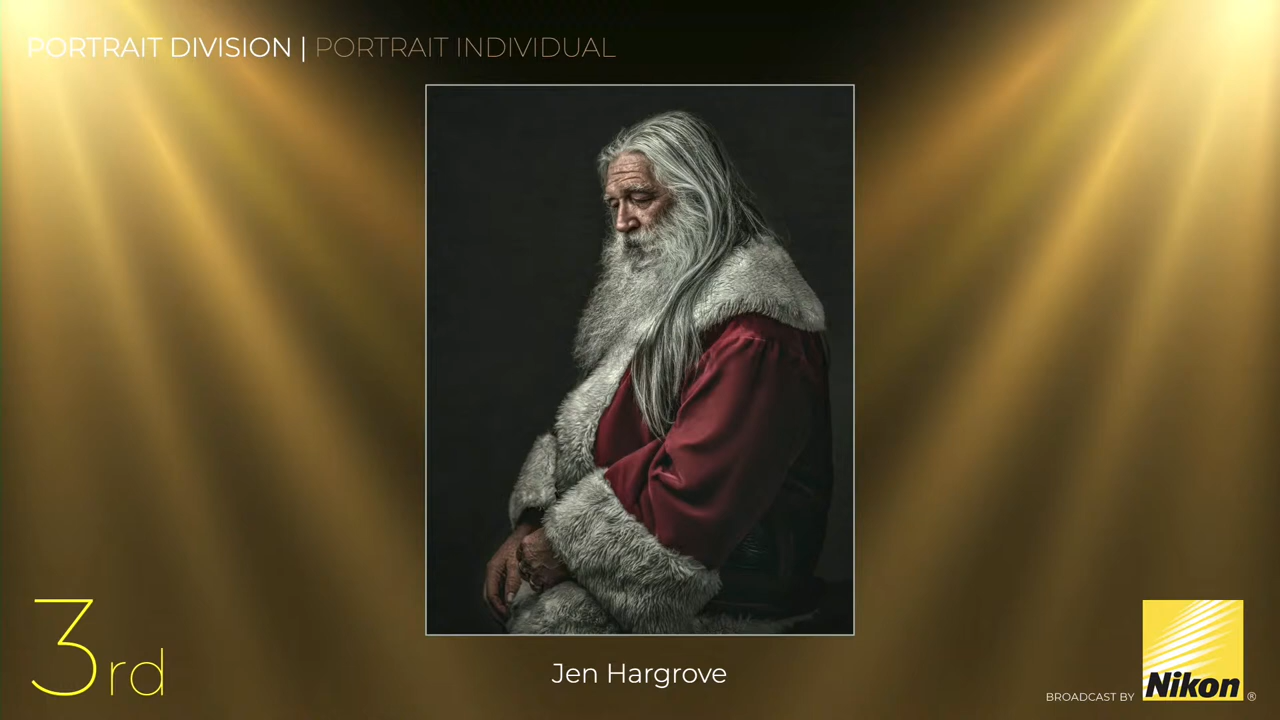 PORTRAIT DIVISION | PORTRAIT INDIVIDUAL
3rd
Jen Hargrove
BROADCAST BY
Nikon
®